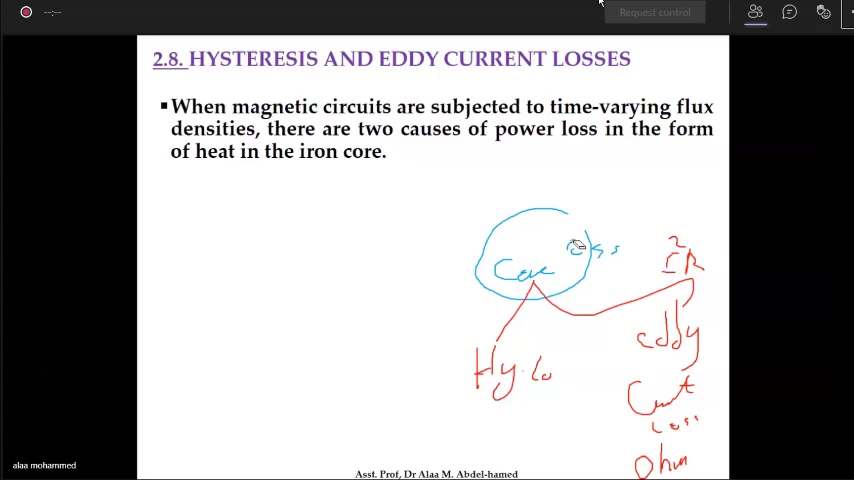 Request control
--:--
2.8. HYSTERESIS AND EDDY CURRENT LOSSES
▪When magnetic circuits are subjected to time-varying flux
densities, there are two causes of power loss in the form
of heat in the iron core.
Core
I²R
eddy
Hy. Lo
Loss
Ohm
alaa mohammed
Asst. Prof, Dr Alaa M. Abdel-hamed